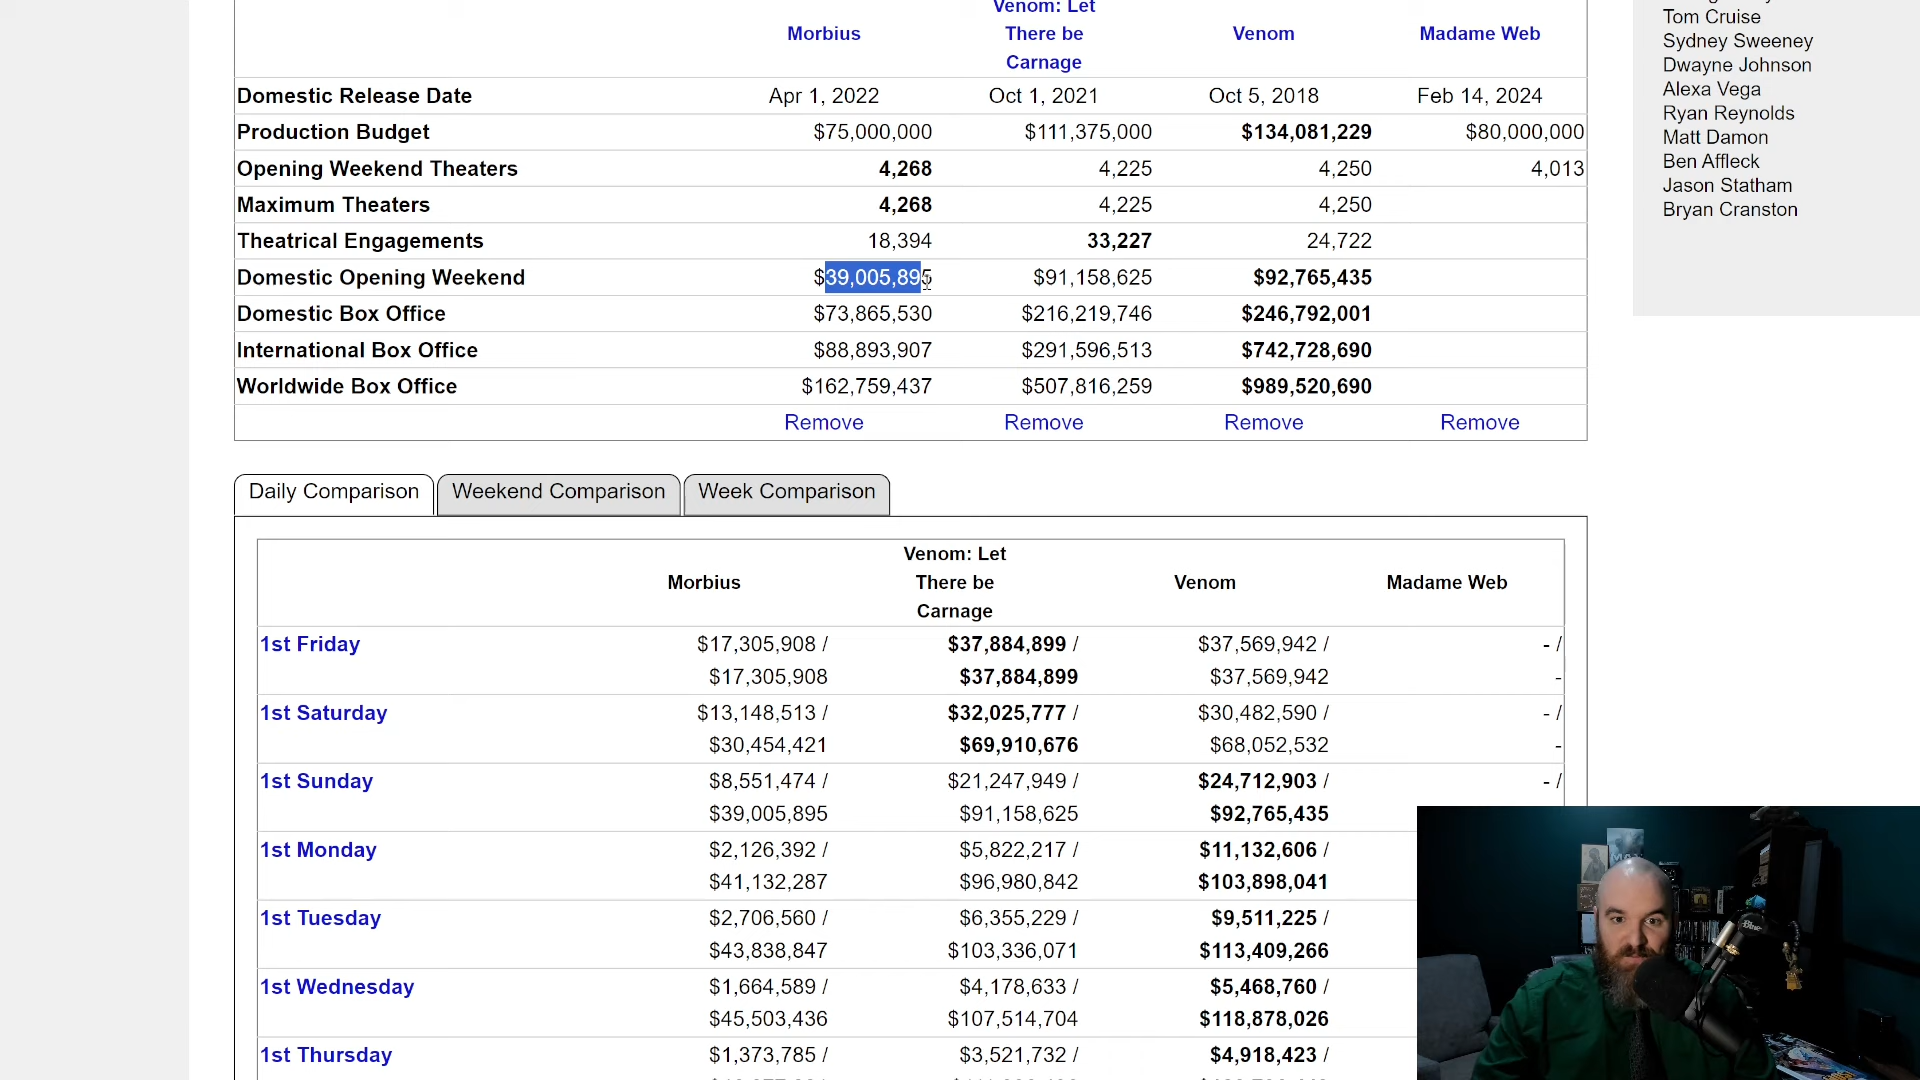 Venom: Let
Morbius There be Venom Madame Web
Carnage
Domestic Release Date Apr 1, 2022 Oct 1, 2021 Oct 5, 2018 Feb 14, 2024
Production Budget $75,000,000 $111,375,000 $134,081,229 $80,000,000
Opening Weekend Theaters 4,268 4,225 4,250 4,013
Maximum Theaters 4,268 4,225 4,250
Theatrical Engagements 18,394 33,227 24,722
Domestic Opening Weekend $39,005,895 $91,158,625 $92,765,435
Domestic Box Office $73,865,530 $216,219,746 $246,792,001
International Box Office $88,893,907 $291,596,513 $742,728,690
Worldwide Box Office $162,759,437 $507,816,259 $989,520,690
Remove Remove Remove Remove
Tom Cruise
Sydney Sweeney
Dwayne Johnson
Alexa Vega
Ryan Reynolds
Matt Damon
Ben Affleck
Jason Statham
Bryan Cranston
Daily Comparison Weekend Comparison Week Comparison
Venom: Let
Morbius There be Venom Madame Web
Carnage
1st Friday $17,305,908 / $37,884,899 / $37,569,942 / - /
$17,305,908 $37,884,899 $37,569,942 -
1st Saturday $13,148,513 / $32,025,777 / $30,482,590 / - /
$30,454,421 $69,910,676 $68,052,532 -
1st Sunday $8,551,474 / $21,247,949 / $24,712,903 / - /
$39,005,895 $91,158,625 $92,765,435
1st Monday $2,126,392 / $5,822,217 / $11,132,606 /
$41,132,287 $96,980,842 $103,898,041
1st Tuesday $2,706,560 / $6,355,229 / $9,511,225 /
$43,838,847 $103,336,071 $113,409,266
1st Wednesday $1,664,589 / $4,178,633 / $5,468,760 /
$45,503,436 $107,514,704 $118,878,026
1st Thursday $1,373,785 / $3,521,732 / $4,918,423 /
Blue